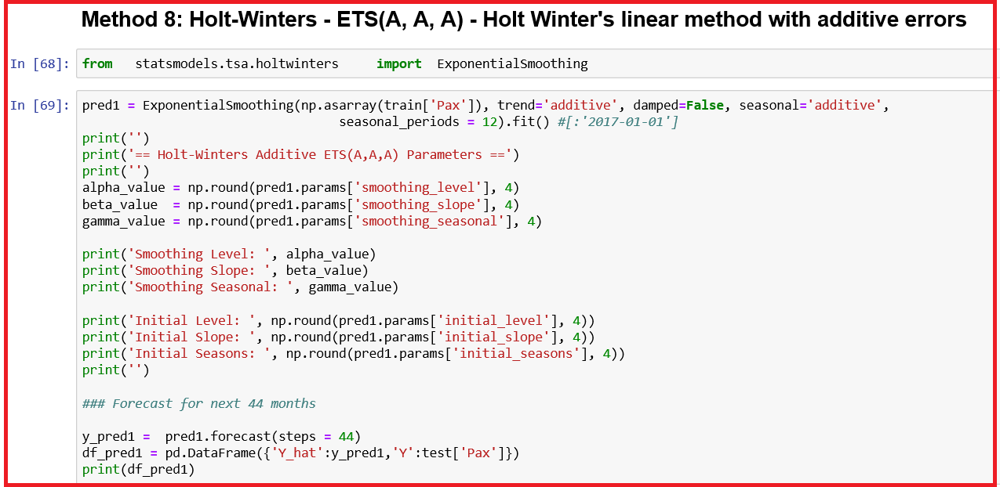 Method 8: Holt-Winters - ETS(A, A, A) - Holt Winter's linear method with additive errors
In [68]: from statsmodels.tsa.holtwinters import ExponentialSmoothing
In [69]: pred1 = ExponentialSmoothing(np.asarray(train['Pax']), trend='additive', damped=False, seasonal='additive',
seasonal_periods = 12).fit() #[:'2017-01-01']
print('')
print('== Holt-Winters Additive ETS(A,A,A) Parameters ==')
print('')
alpha_value = np.round(pred1.params['smoothing_level'], 4)
beta_value  = np.round(pred1.params['smoothing_slope'], 4)
gamma_value = np.round(pred1.params['smoothing_seasonal'], 4)
print('Smoothing Level: ', alpha_value)
print('Smoothing Slope: ', beta_value)
print('Smoothing Seasonal: ', gamma_value)
print('Initial Level: ', np.round(pred1.params['initial_level'], 4))
print('Initial Slope: ', np.round(pred1.params['initial_slope'], 4))
print('Initial Seasons: ', np.round(pred1.params['initial_seasons'], 4))
print('')
### Forecast for next 44 months
y_pred1 =  pred1.forecast(steps = 44)
df_pred1 = pd.DataFrame({'Y_hat':y_pred1,'Y':test['Pax']})
print(df_pred1)